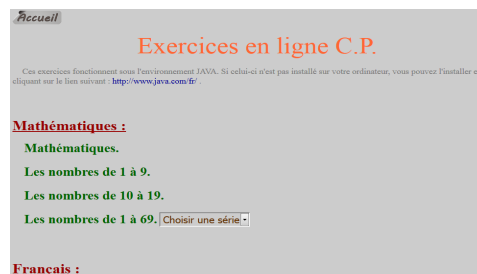 Accueil
Exercices en ligne C.P.
Ces exercices fonctionnent sous l'environnement JAVA. Si celui-ci n'est pas installé sur votre ordinateur, vous pouvez l'installer e
cliquant sur le lien suivant : http://www.java.com/fr/ .
Mathématiques :
Mathématiques.
Les nombres de 1 à 9.
Les nombres de 10 à 19.
Les nombres de 1 à 69. Choisir une série
Français :